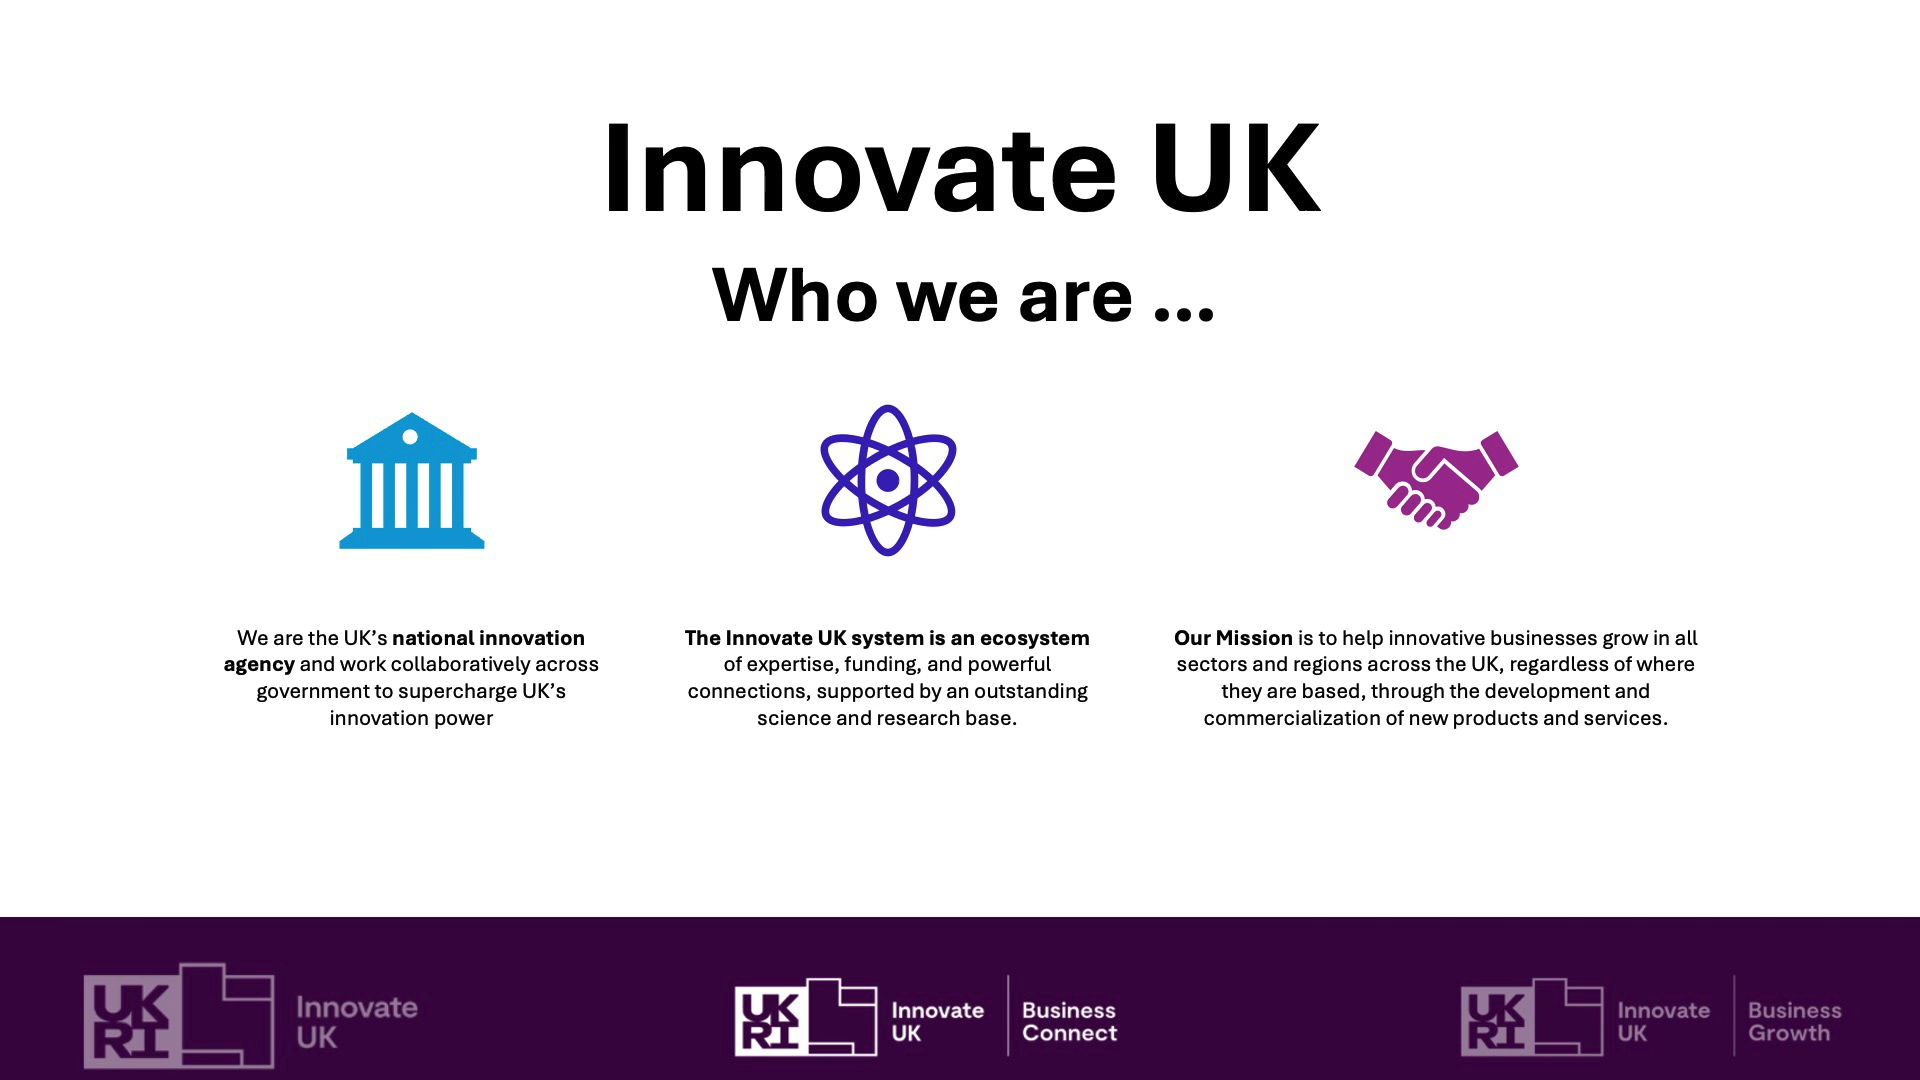 Innovate UK
Who we are ...
We are the UK's national innovation
agency and work collaboratively across
government to supercharge UK's
innovation power
The Innovate UK system is an ecosystem
of expertise, funding, and powerful
connections, supported by an outstanding
science and research base.
Our Mission is to help innovative businesses grow in all
sectors and regions across the UK, regardless of where
they are based, through the development and
commercialization of new products and services.
UK
RI
Innovate
UK
UK
RI
Innovate
UK
Business
Connect
UK
RI
Innovate
UK
Business
Growth